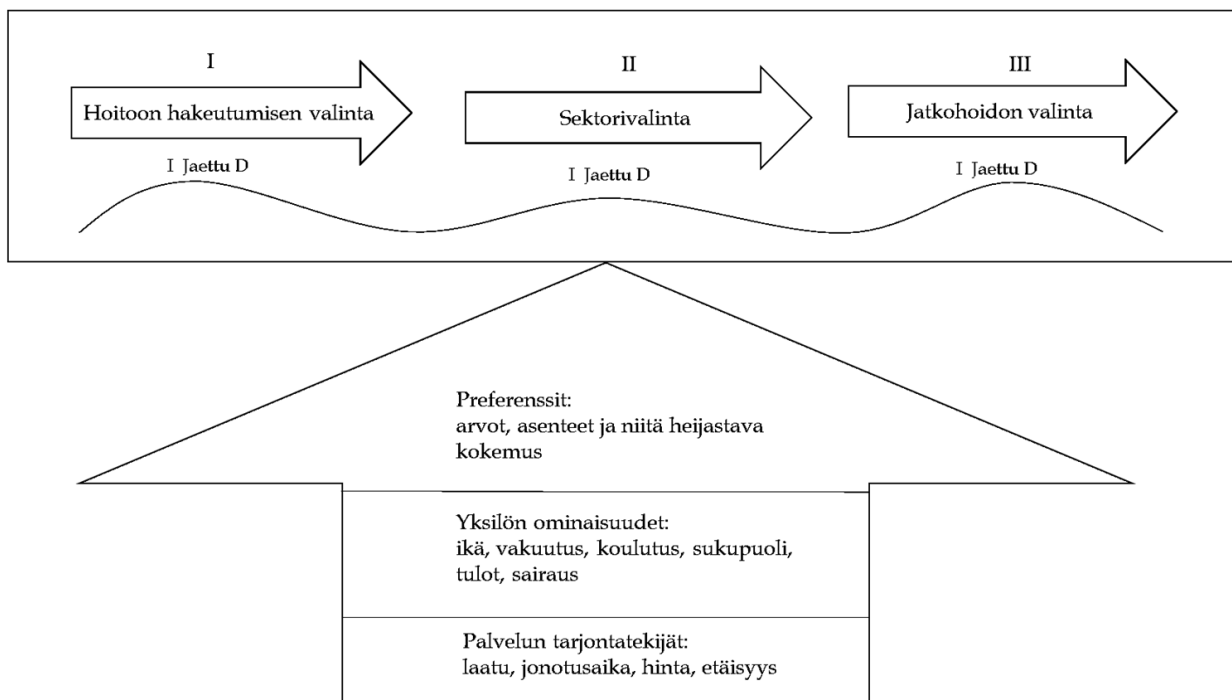 I
II
III
Hoitoon hakeutumisen valinta
Sektorivalinta
Jatkohoidon valinta
I Jaettu D
I Jaettu D
I Jaettu D
Preferenssit:
arvot, asenteet ja niitä heijastava
kokemus
Yksilön ominaisuudet:
ikä, vakuutus, koulutus, sukupuoli,
tulot, sairaus
Palvelun tarjontatekijät:
laatu, jonotusaika, hinta, etäisyys